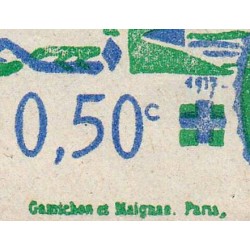 1917.
0,50c
Gamichon et Maignan. Paris,